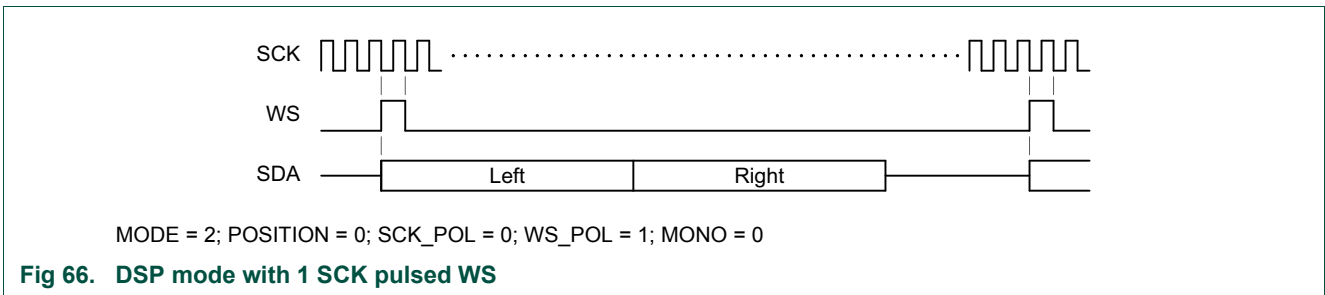 SCK
WS
SDA Left Right
MODE = 2; POSITION = 0; SCK_POL = 0; WS_POL = 1; MONO = 0
Fig 66. DSP mode with 1 SCK pulsed WS